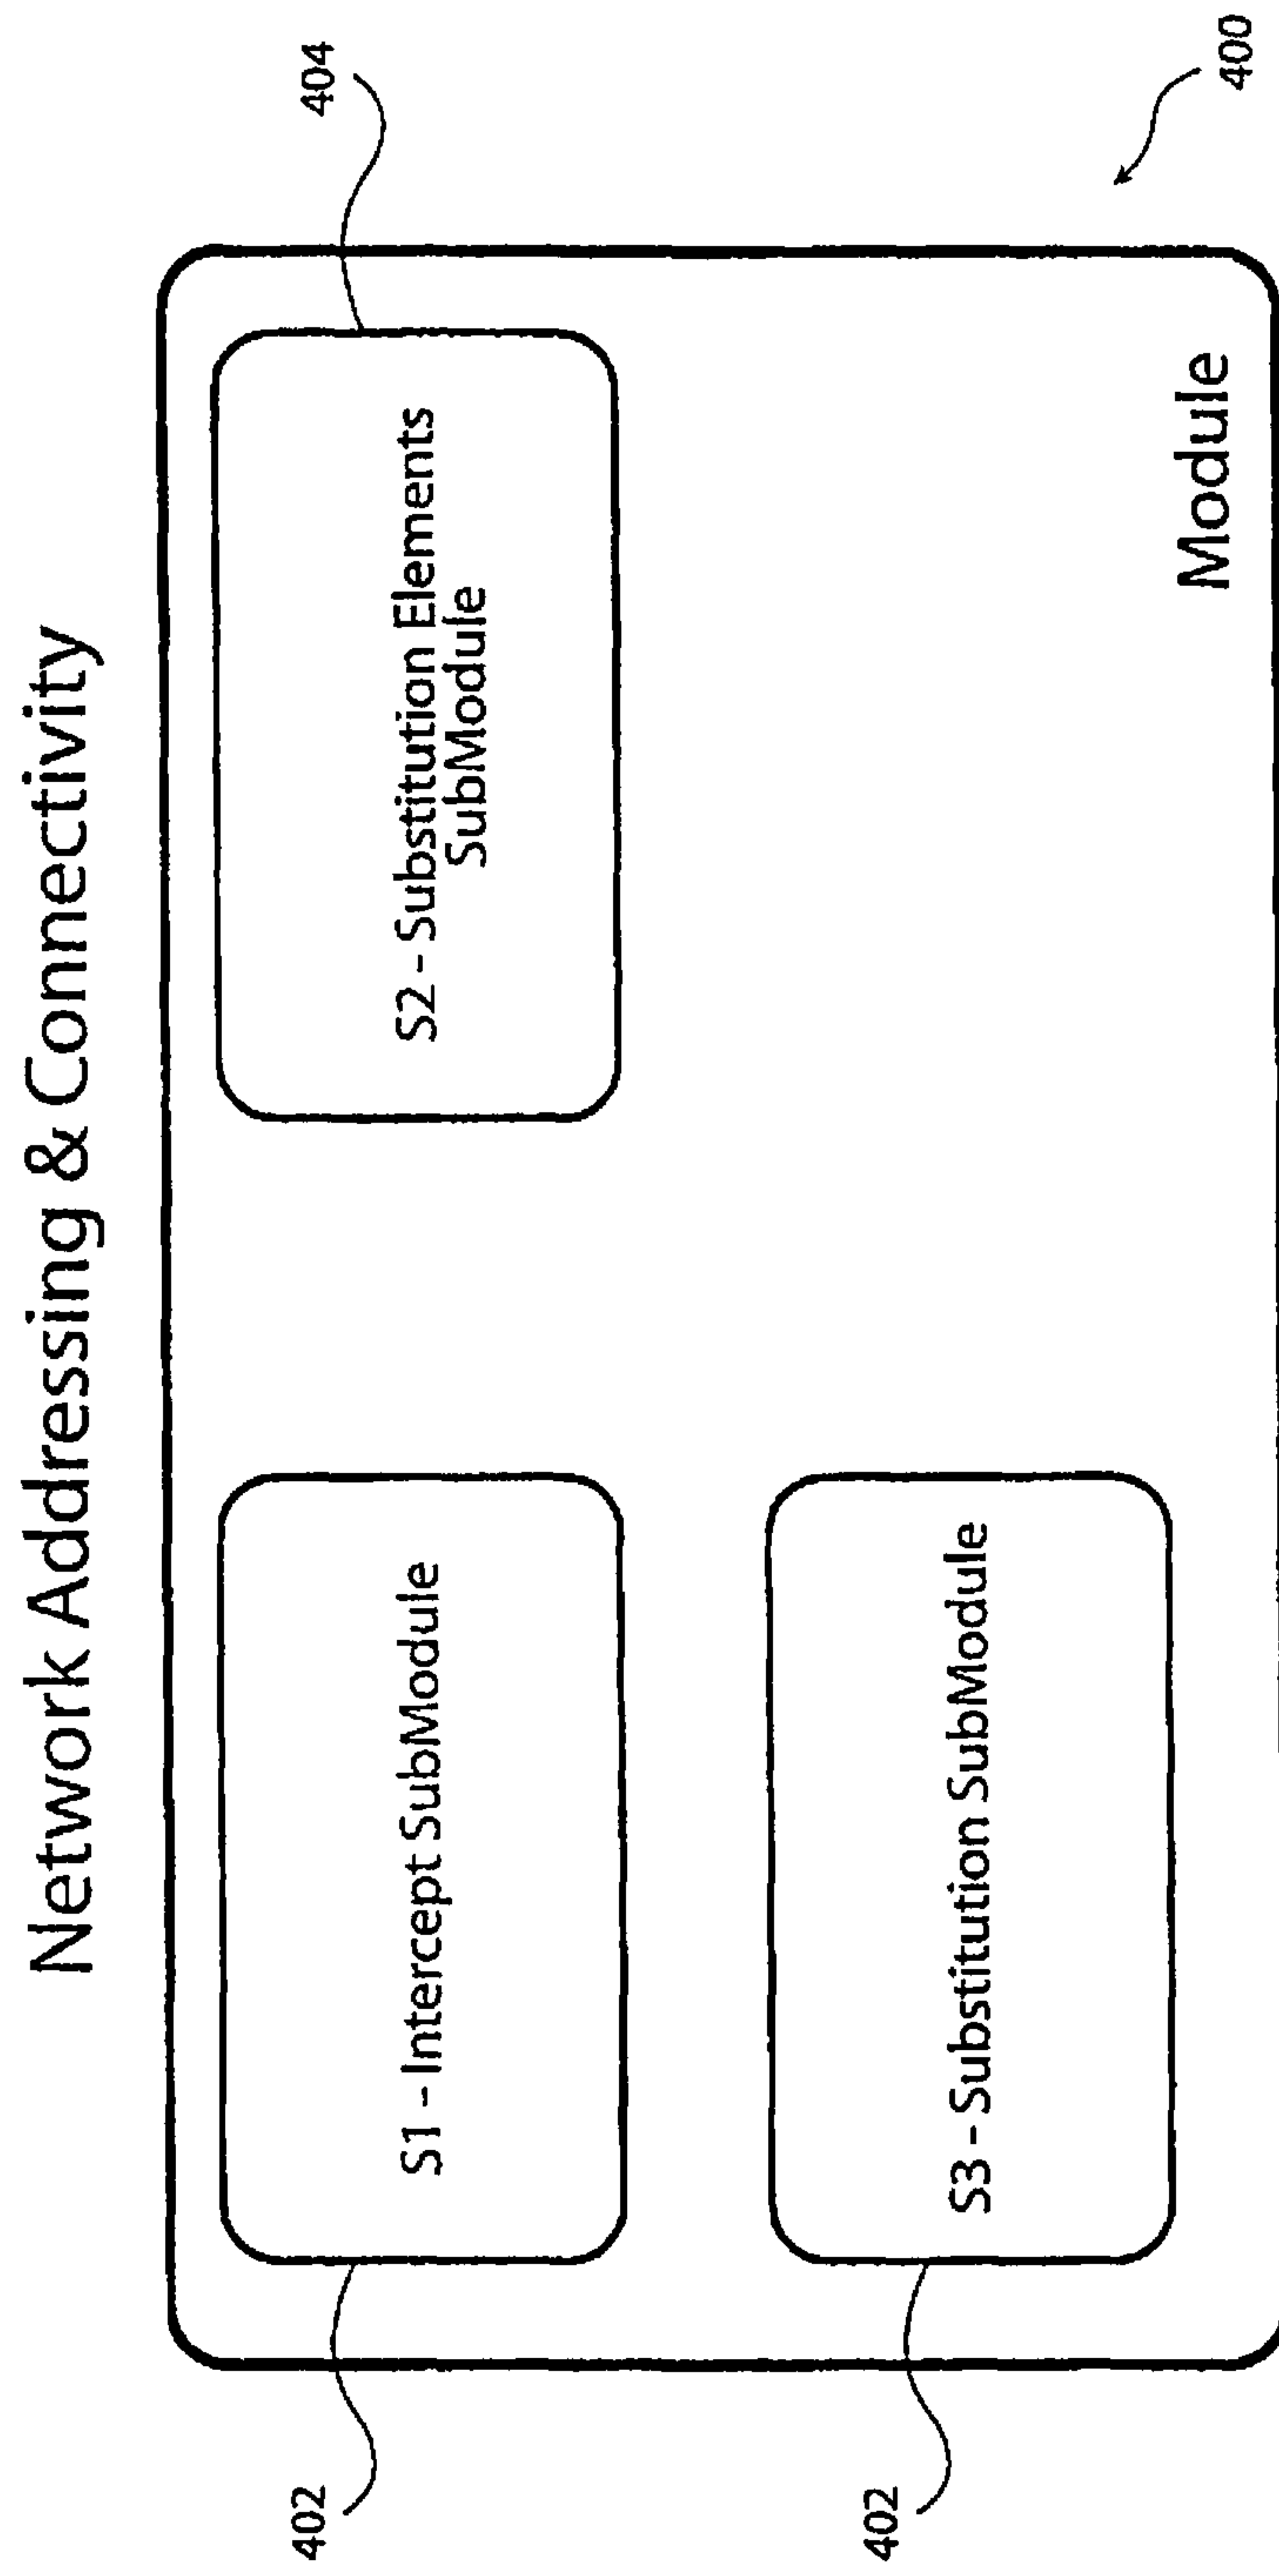 Network Addressing & Connectivity
402
S1 – Intercept SubModule
S2 – Substitution Elements
SubModule
404
402
S3 – Substitution SubModule
Module
400